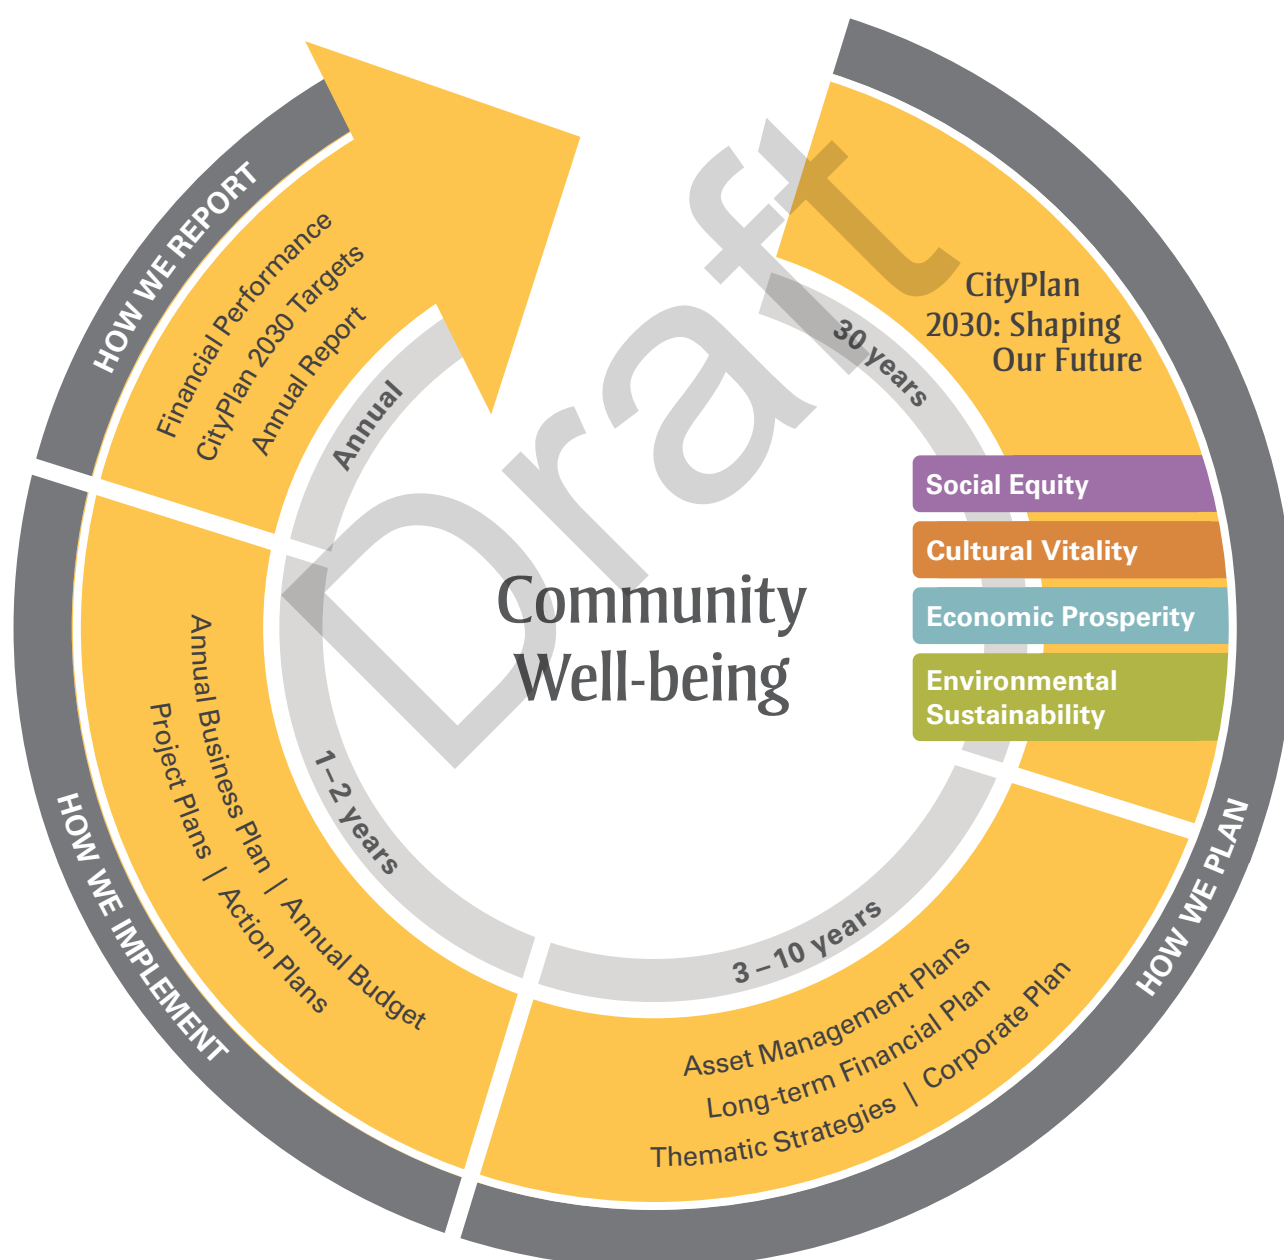 CityPlan
2030: Shaping
Our Future
30 years
Social Equity
Cultural Vitality
Economic Prosperity
Environmental
Sustainability
HOW WE PLAN
3 – 10 years
Asset Management Plans
Long-term Financial Plan
Thematic Strategies | Corporate Plan
HOW WE IMPLEMENT
1–2 years
Annual Business Plan | Annual Budget
Project Plans | Action Plans
HOW WE REPORT
Financial Performance
CityPlan 2030 Targets
Annual Report
Annual
Community
Well-being
Draft